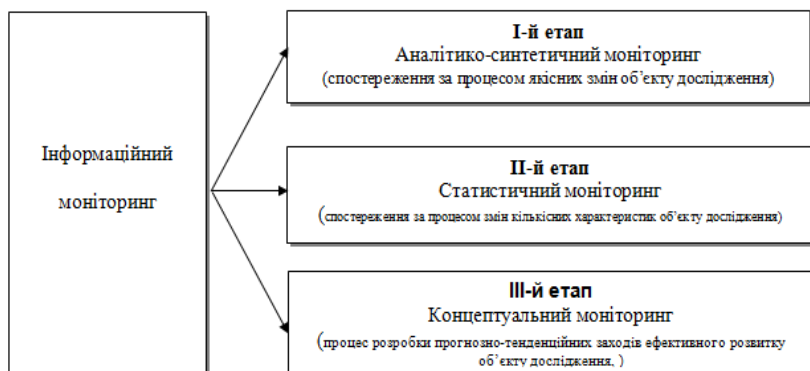 Інформаційний
моніторинг
І-й етап
Аналітико-синтетичний моніторинг
(спостереження за процесом якісних змін об’єкту дослідження)
ІІ-й етап
Статистичний моніторинг
(спостереження за процесом змін кількісних характеристик об’єкту дослідження)
ІІІ-й етап
Концептуальний моніторинг
(процес розробки прогнозно-тенденційних заходів ефективного розвитку
об’єкту дослідження, )